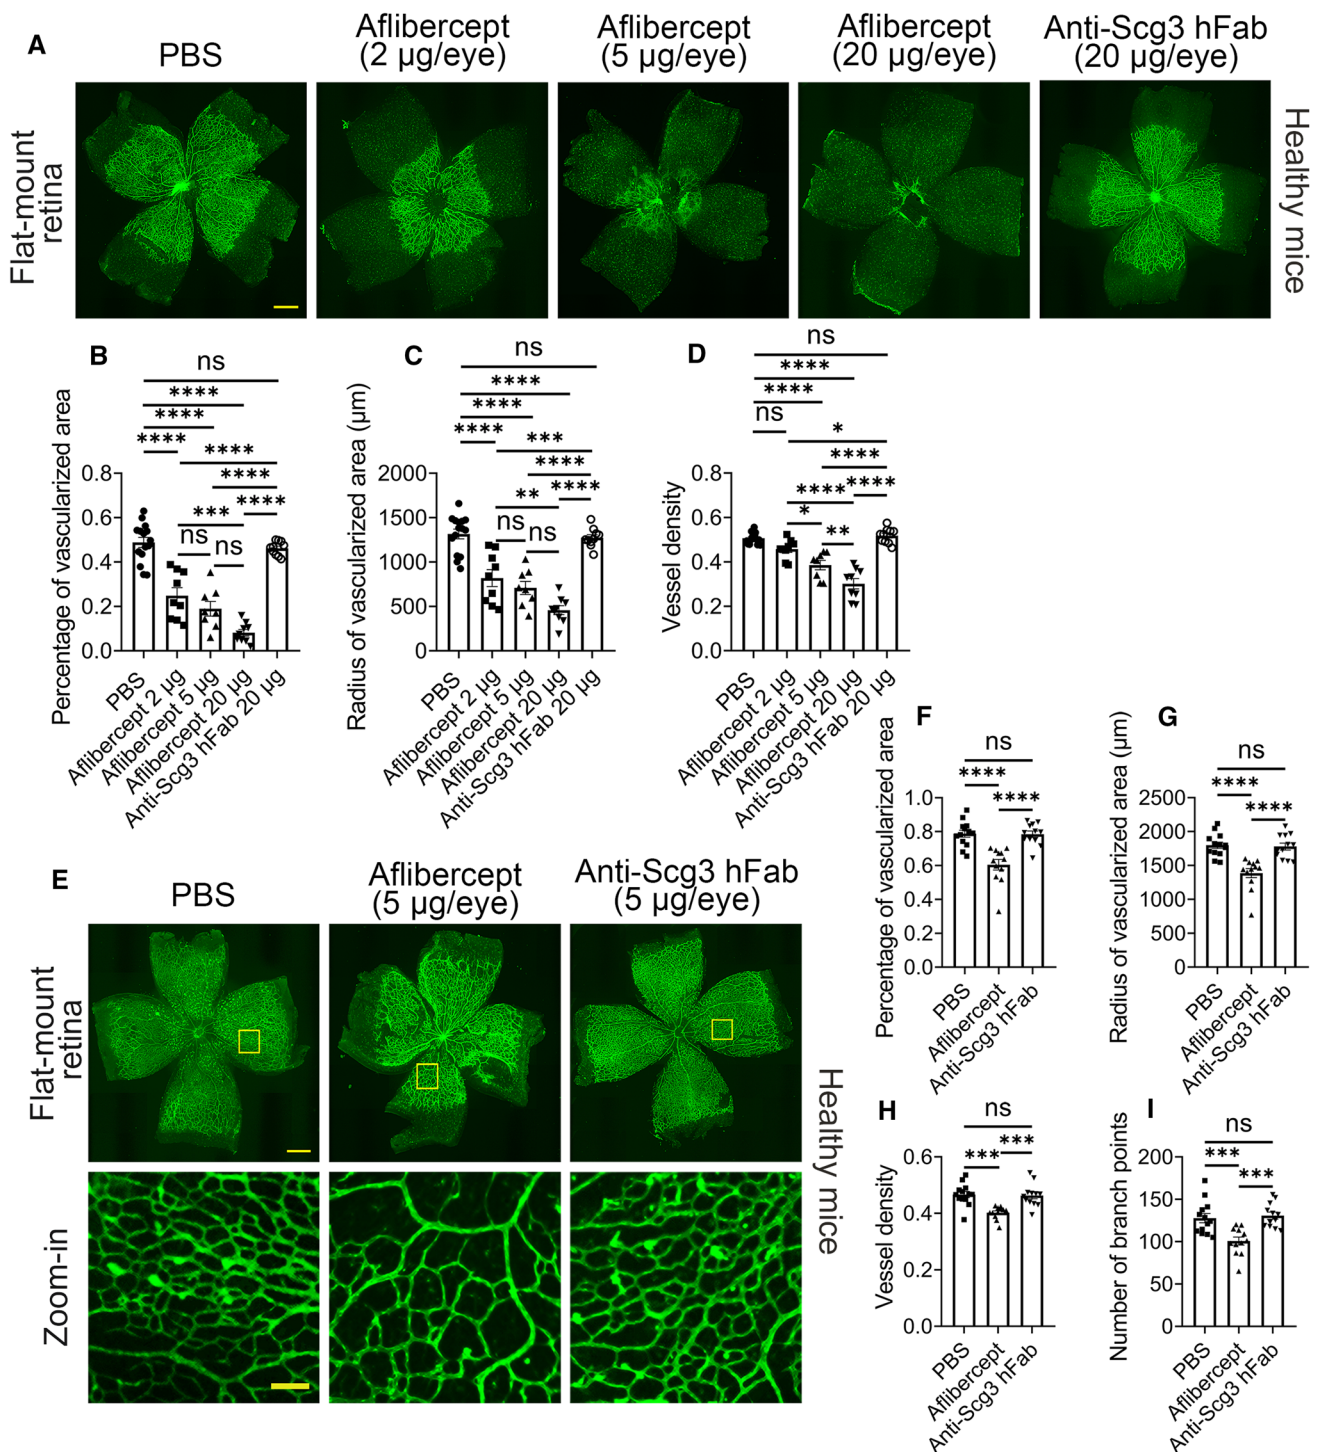 A
PBS
Aflibercept
(2 µg/eye)
Aflibercept
(5 µg/eye)
Aflibercept
(20 µg/eye)
Anti-Scg3 hFab
(20 µg/eye)
Flat-mount
retina
Healthy mice
B
Percentage of vascularized area
ns
****
****
****
****
****
***
****
ns
ns
0.8
0.6
0.4
0.2
0.0
PBS
Aflibercept 2 µg
Aflibercept 5 µg
Aflibercept 20 µg
Anti-Scg3 hFab 20 µg
C
Radius of vascularized area (µm)
ns
****
****
****
***
****
**
****
ns
ns
2000
1500
1000
500
0
PBS
Aflibercept 2 µg
Aflibercept 5 µg
Aflibercept 20 µg
Anti-Scg3 hFab 20 µg
D
Vessel density
ns
****
****
ns
*
****
****
****
*
**
0.8
0.6
0.4
0.2
0.0
PBS
Aflibercept 2 µg
Aflibercept 5 µg
Aflibercept 20 µg
Anti-Scg3 hFab 20 µg
E
PBS
Aflibercept
(5 µg/eye)
Anti-Scg3 hFab
(5 µg/eye)
Flat-mount
retina
Zoom-in
Healthy mice
F
Percentage of vascularized area
ns
****
****
1.0
0.8
0.6
0.4
0.2
0.0
PBS
Aflibercept
Anti-Scg3 hFab
G
Radius of vascularized area (µm)
ns
****
****
2500
2000
1500
1000
500
0
PBS
Aflibercept
Anti-Scg3 hFab
H
Vessel density
ns
***
***
0.6
0.4
0.2
0.0
PBS
Aflibercept
Anti-Scg3 hFab
I
Number of branch points
ns
***
***
200
150
100
50
0
PBS
Aflibercept
Anti-Scg3 hFab